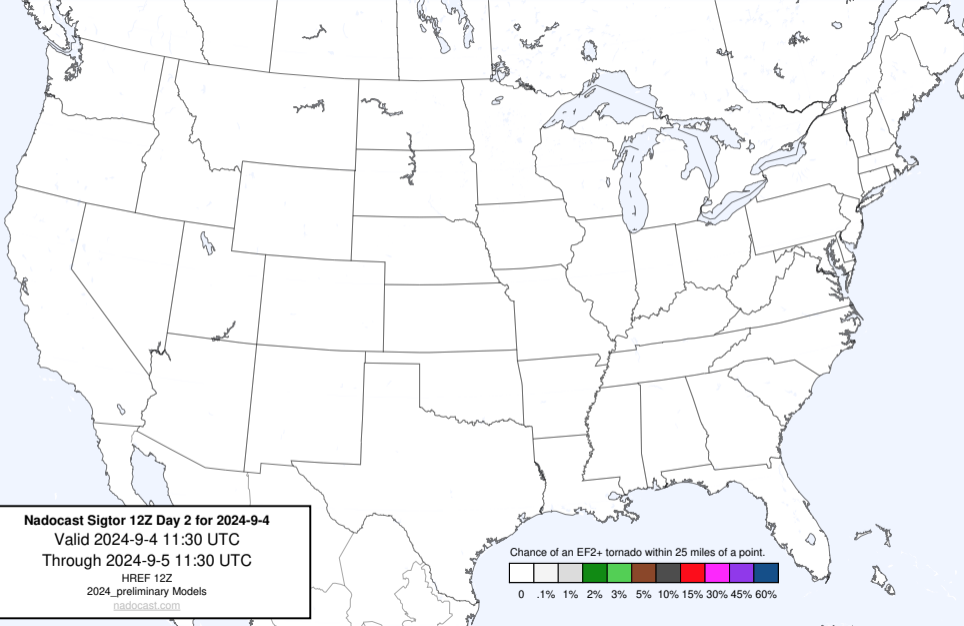 Nadocast Sigtor 12Z Day 2 for 2024-9-4
Valid 2024-9-4 11:30 UTC
Through 2024-9-5 11:30 UTC
HREF 12Z
2024_preliminary Models
nadocast.com
Chance of an EF2+ tornado within 25 miles of a point.
0 .1% 1% 2% 3% 5% 10% 15% 30% 45% 60%